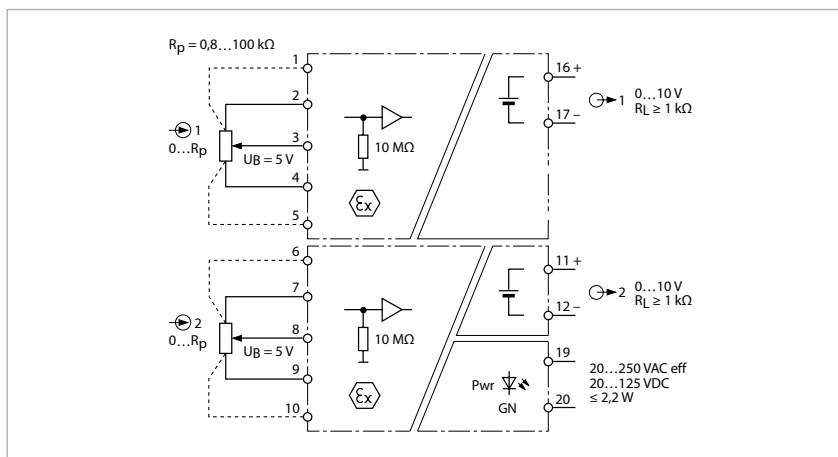 Rp = 0,8…100 kΩ
1
2
1
3
0…Rp
UB = 5 V
4
5
10 MΩ
Ex
16 +
17 –
1
0…10 V
RL ≥ 1 kΩ
6
7
2
8
0…Rp
UB = 5 V
9
10
10 MΩ
Ex
11 +
12 –
2
0…10 V
RL ≥ 1 kΩ
19
Pwr
GN
20
20…250 VAC eff
20…125 VDC
≤ 2,2 W